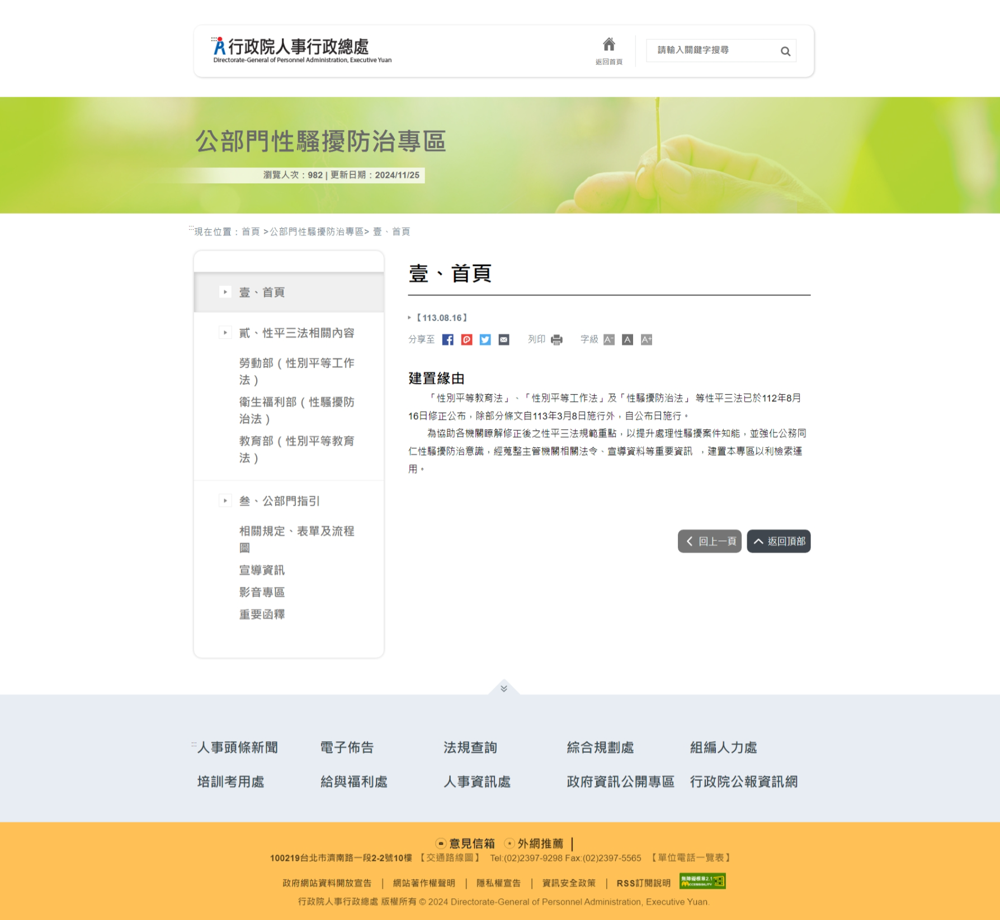 行政院人事行政總處
Directorate-General of Personnel Administration, Executive Yuan
返回首頁
請輸入關鍵字搜尋
公部門性騷擾防治專區
瀏覽人次：982 | 更新日期：2024/11/25
:::現在位置：首頁 >公部門性騷擾防治專區> 壹、首頁
壹、首頁
貳、性平三法相關內容
勞動部（性別平等工作
法）
衛生福利部（性騷擾防
治法）
教育部（性別平等教育
法）
叁、公部門指引
相關規定、表單及流程
圖
宣導資訊
影音專區
重要函釋
壹、首頁
【113.08.16】
分享至 列印 字級 A- A A+
建置緣由
「性別平等教育法」、「性別平等工作法」及「性騷擾防治法」 等性平三法已於112年8月
16日修正公布，除部分條文自113年3月8日施行外，自公布日施行。
為協助各機關瞭解修正後之性平三法規範重點，以提升處理性騷擾案件知能，並強化公務同
仁性騷擾防治意識，經蒐整主管機關相關法令、宣導資料等重要資訊 ，建置本專區以利檢索運
用。
回上一頁 返回頂部
:::人事頭條新聞 電子佈告 法規查詢 綜合規劃處 組編人力處
培訓考用處 給與福利處 人事資訊處 政府資訊公開專區 行政院公報資訊網
意見信箱 外網推薦
100219台北市濟南路一段2-2號10樓 【交通路線圖】 Tel:(02)2397-9298 Fax:(02)2397-5565 【單位電話一覽表】
政府網站資料開放宣告 | 網站著作權聲明 | 隱私權宣告 | 資訊安全政策 | RSS訂閱說明 無障礙標章2.1 ACCESSIBILITY
行政院人事行政總處 版權所有 © 2024 Directorate-General of Personnel Administration, Executive Yuan.